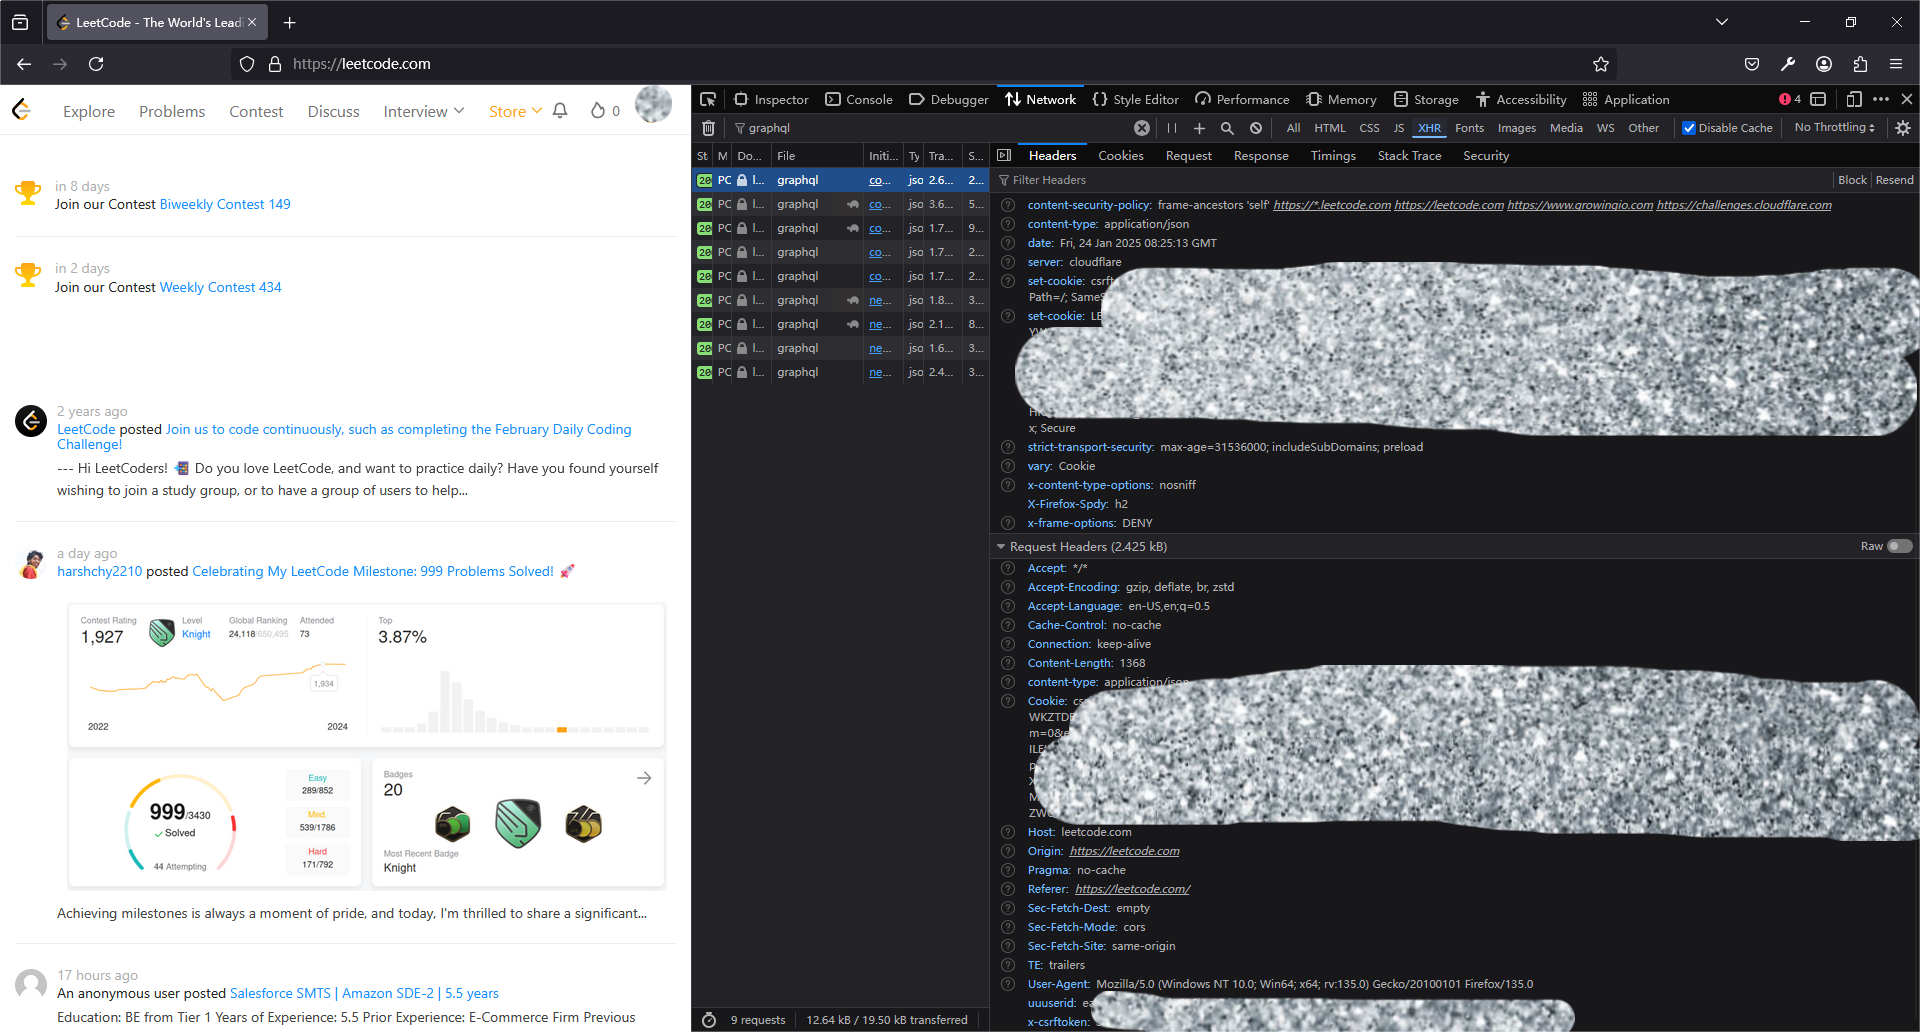 LeetCode - The World's Leadi
https://leetcode.com
Explore Problems Contest Discuss Interview Store 0
in 8 days
Join our Contest Biweekly Contest 149
in 2 days
Join our Contest Weekly Contest 434
2 years ago
LeetCode posted Join us to code continuously, such as completing the February Daily Coding
Challenge!
--- Hi LeetCoders! Do you love LeetCode, and want to practice daily? Have you found yourself
wishing to join a study group, or to have a group of users to help...
a day ago
harshchy2210 posted Celebrating My LeetCode Milestone: 999 Problems Solved! 🚀
Contest Rating
1,927
Level
Knight
Global Ranking
24,118/650,495
Attended
73
1,934
2022 2024
Top
3.87%
999/3430
Solved
44 Attempting
Easy
289/852
Med.
539/1786
Hard
171/792
Badges
20
Most Recent Badge
Knight
Achieving milestones is always a moment of pride, and today, I'm thrilled to share a significant...
17 hours ago
An anonymous user posted Salesforce SMTS | Amazon SDE-2 | 5.5 years
Education: BE from Tier 1 Years of Experience: 5.5 Prior Experience: E-Commerce Firm Previous
Inspector Console Debugger Network Style Editor Performance Memory Storage Accessibility Application 4
graphql
All HTML CSS JS XHR Fonts Images Media WS Other Disable Cache No Throttling
St M Do... File Initi... Ty Tra... S...
20 PC l... graphql co... jso 2.6... 2...
20 PC l... graphql co... jso 3.6... 5...
20 PC l... graphql co... jso 1.7... 9...
20 PC l... graphql co... jso 1.7... 2...
20 PC l... graphql co... jso 1.7... 2...
20 PC l... graphql ne... jso 1.8... 3...
20 PC l... graphql ne... jso 2.1... 8...
20 PC l... graphql ne... jso 1.6... 3...
20 PC l... graphql ne... jso 2.4... 3...
9 requests 12.64 kB / 19.50 kB transferred
Headers Cookies Request Response Timings Stack Trace Security
Filter Headers Block Resend
content-security-policy: frame-ancestors 'self' https://*.leetcode.com https://leetcode.com https://www.growingio.com https://challenges.cloudflare.com
content-type: application/json
date: Fri, 24 Jan 2025 08:25:13 GMT
server: cloudflare
set-cookie: csrft
Path=/; SameS
set-cookie: LE
x; Secure
strict-transport-security: max-age=31536000; includeSubDomains; preload
vary: Cookie
x-content-type-options: nosniff
X-Firefox-Spdy: h2
x-frame-options: DENY
Request Headers (2.425 kB) Raw
Accept: */*
Accept-Encoding: gzip, deflate, br, zstd
Accept-Language: en-US,en;q=0.5
Cache-Control: no-cache
Connection: keep-alive
Content-Length: 1368
content-type: application/json
Cookie: cs
WKZTD
m=0&
ILE
p
X
M
ZW
Host: leetcode.com
Origin: https://leetcode.com
Pragma: no-cache
Referer: https://leetcode.com/
Sec-Fetch-Dest: empty
Sec-Fetch-Mode: cors
Sec-Fetch-Site: same-origin
TE: trailers
User-Agent: Mozilla/5.0 (Windows NT 10.0; Win64; x64; rv:135.0) Gecko/20100101 Firefox/135.0
uuuserid: ea
x-csrftoken: